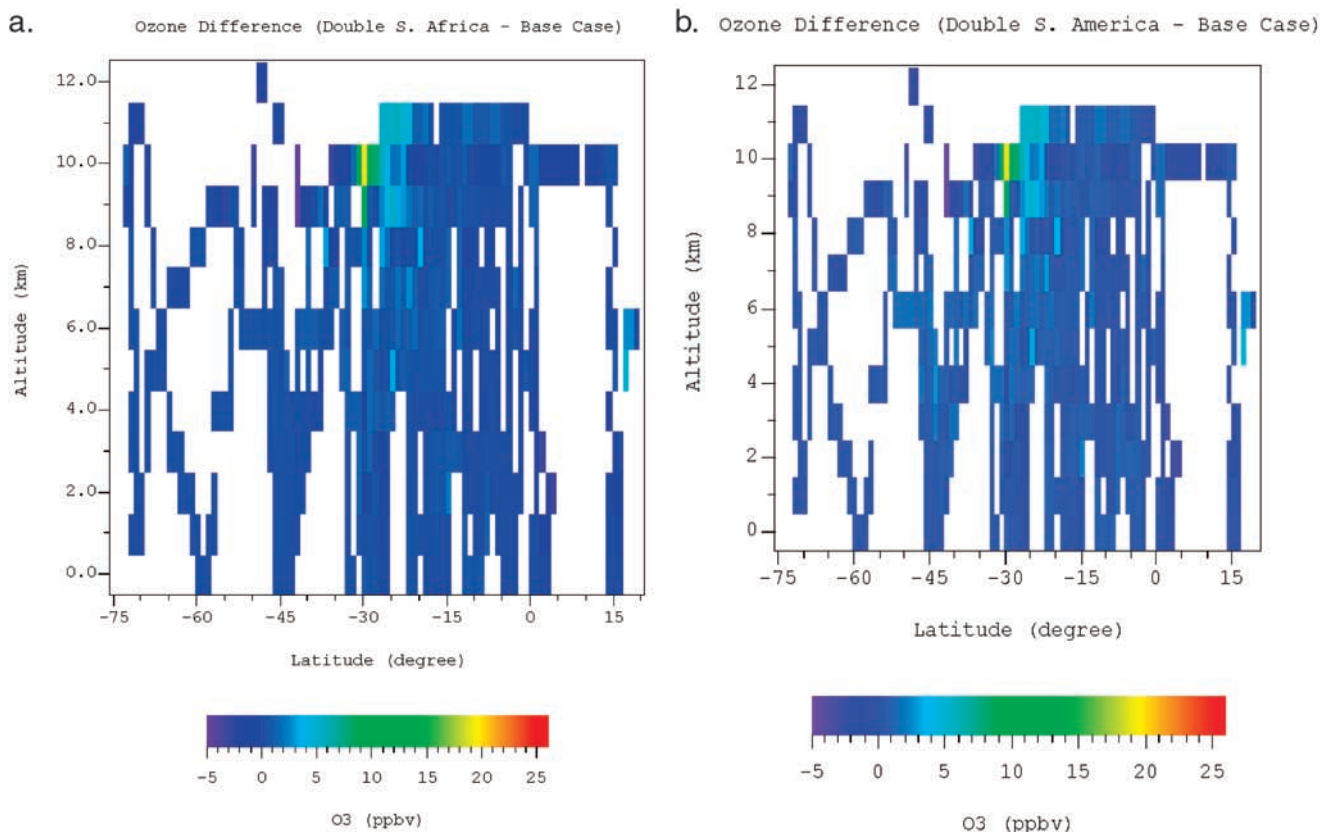 a.
Ozone Difference (Double S. Africa - Base Case)
12.0
10.0
8.0
6.0
4.0
2.0
0.0
Altitude (km)
-75 -60 -45 -30 -15 0 15
Latitude (degree)
-5 0 5 10 15 20 25
O3 (ppbv)
b.
Ozone Difference (Double S. America - Base Case)
12
10
8
6
4
2
0
Altitude (km)
-75 -60 -45 -30 -15 0 15
Latitude (degree)
-5 0 5 10 15 20 25
O3 (ppbv)